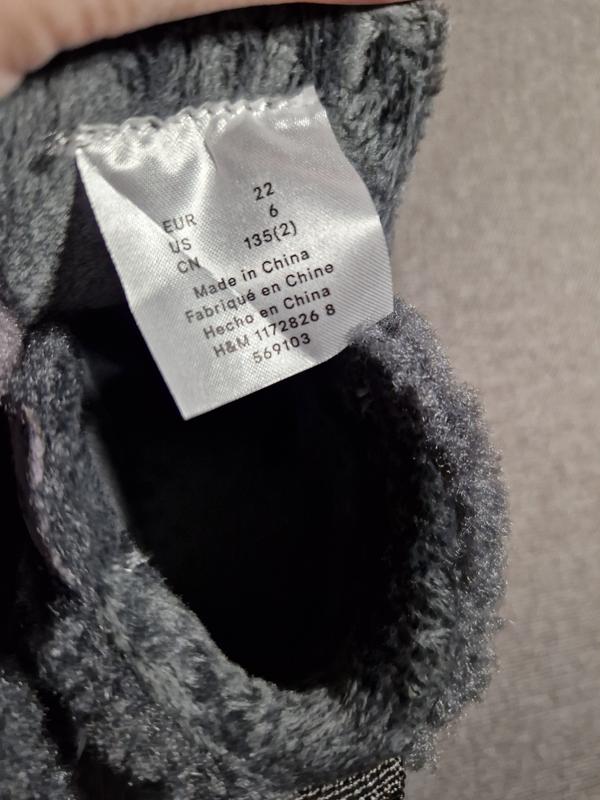 EUR 22
US 6
CN 135(2)
Made in China
Fabriqué en Chine
Hecho en China
H&M 1172826 8
569103